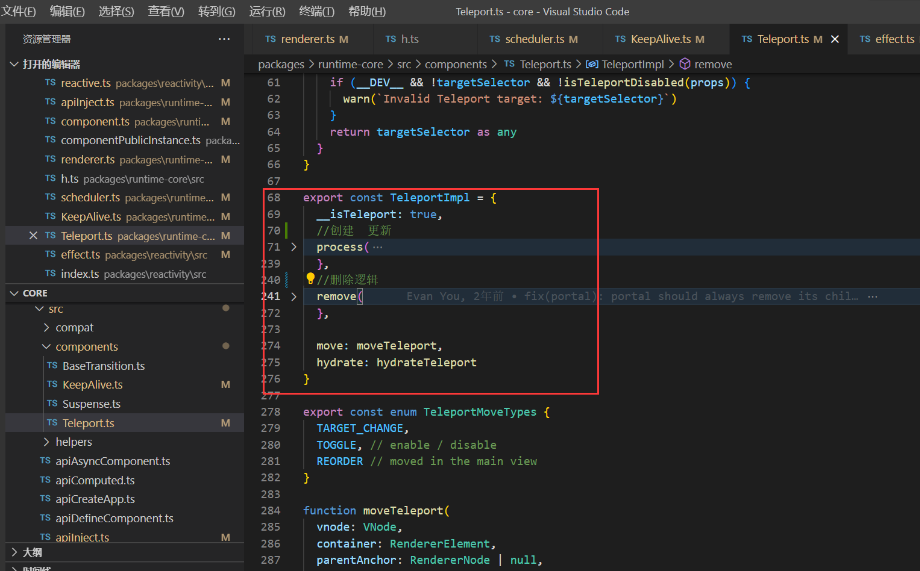 文件(F) 编辑(E) 选择(S) 查看(V) 转到(G) 运行(R) 终端(T) 帮助(H) Teleport.ts - core - Visual Studio Code
资源管理器 ···
打开的编辑器
TS reactive.ts packages\reactivity\... M
TS apiInject.ts packages\runtime-... M
TS component.ts packages\runti... M
TS componentPublicInstance.ts packa...
TS renderer.ts packages\runtime-... M
TS h.ts packages\runtime-core\src
TS scheduler.ts packages\runtim... M
TS KeepAlive.ts packages\runtime... M
TS Teleport.ts packages\runtime-c... M
TS effect.ts packages\reactivity\src M
TS index.ts packages\reactivity\src
CORE
src
compat
components
TS BaseTransition.ts
TS KeepAlive.ts M
TS Suspense.ts
TS Teleport.ts M
helpers
TS apiAsyncComponent.ts
TS apiComputed.ts
TS apiCreateApp.ts
TS apiDefineComponent.ts
TS apiInject.ts M
大纲
时间线
TS renderer.ts M TS h.ts TS scheduler.ts M TS KeepAlive.ts M TS Teleport.ts M TS effect.ts
packages > runtime-core > src > components > TS Teleport.ts > TeleportImpl > remove
61 if (__DEV__ && !targetSelector && !isTeleportDisabled(props)) {
62 warn(`Invalid Teleport target: ${targetSelector}`)
63 }
64 return targetSelector as any
65 }
66 }
67
68 export const TeleportImpl = {
69 __isTeleport: true,
70 //创建 更新
71 process( ···
239 },
240 //删除逻辑
241 remove( Evan You, 2年前 • fix(portal): portal should always remove its chil… ···
272 },
273
274 move: moveTeleport,
275 hydrate: hydrateTeleport
276 }
277
278 export const enum TeleportMoveTypes {
279 TARGET_CHANGE,
280 TOGGLE, // enable / disable
281 REORDER // moved in the main view
282 }
283
284 function moveTeleport(
285 vnode: VNode,
286 container: RendererElement,
287 parentAnchor: RendererNode | null,